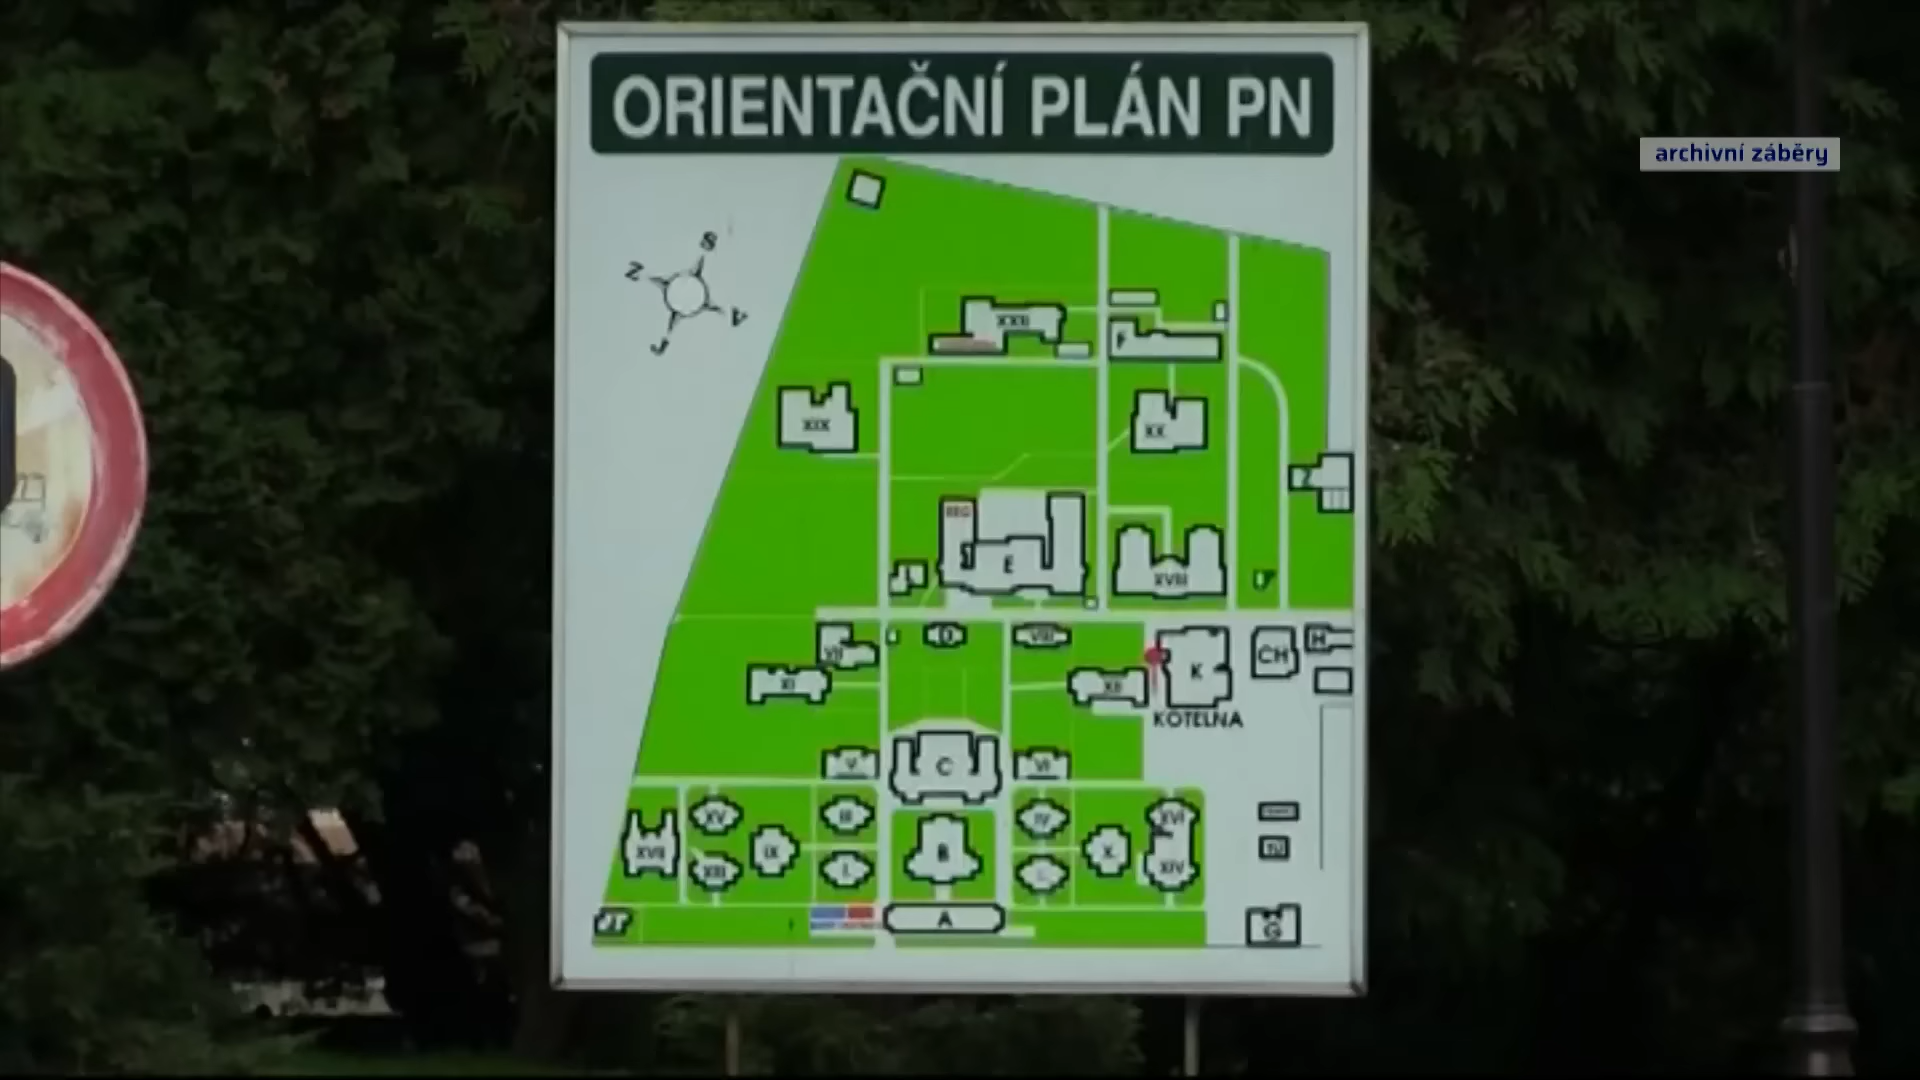 ORIENTAČNÍ PLÁN PN
archivní záběry
S
Z
V
J
XXII
F
XIX
XX
E
XVIII
L
D
VIII
VII
XI
XII
K
CH
H
KOTELNA
V
C
VI
XV
III
IV
XVI
XVII
IX
B
X
XIII
I
XIV
A
G